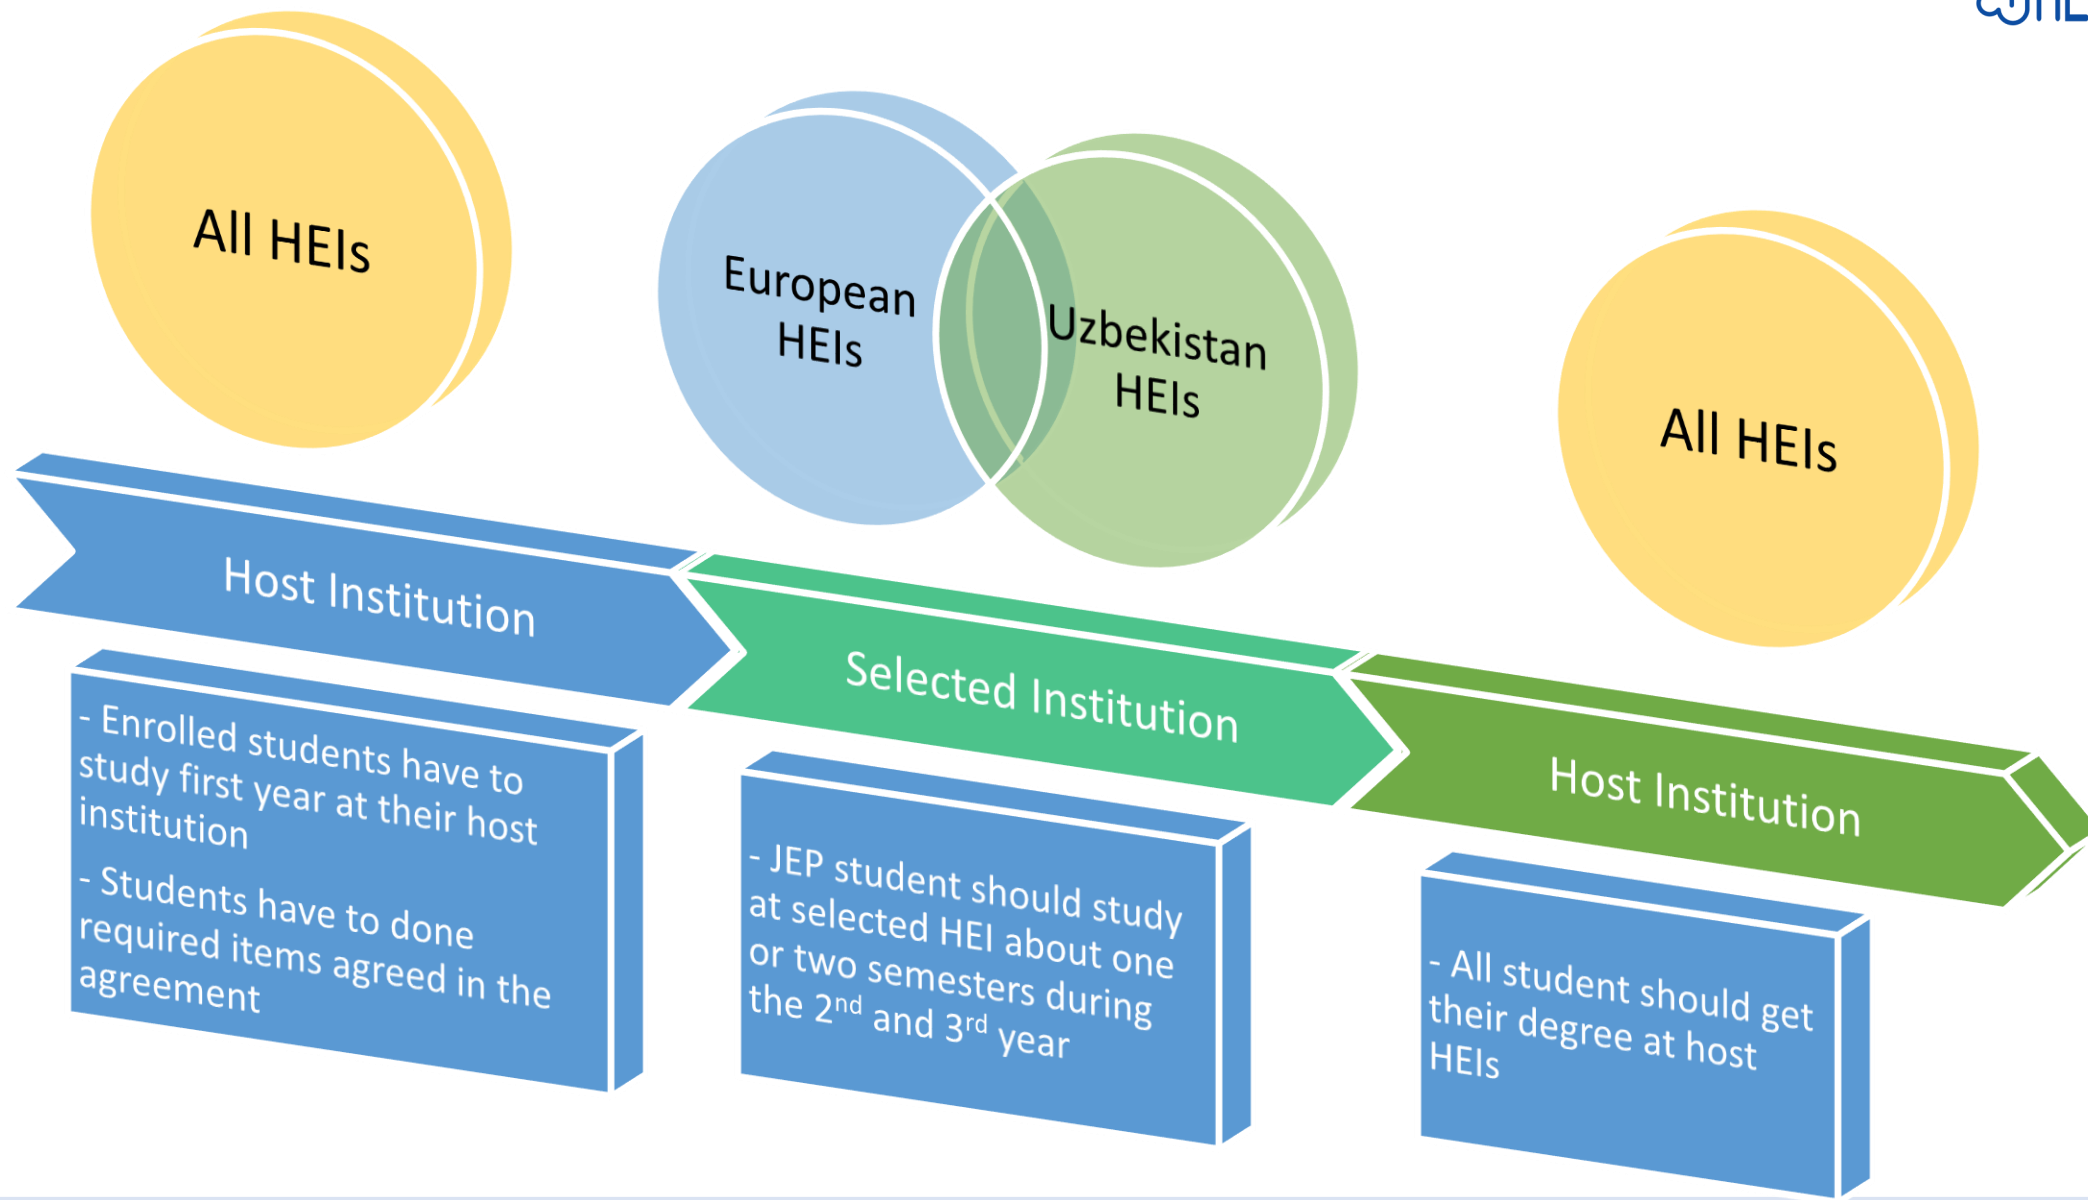 All HEIs
European
HEIs
Uzbekistan
HEIs
All HEIs
Host Institution
Selected Institution
Host Institution
- Enrolled students have to
study first year at their host
institution
- Students have to done
required items agreed in the
agreement
- JEP student should study
at selected HEI about one
or two semesters during
the 2nd and 3rd year
- All student should get
their degree at host
HEIs